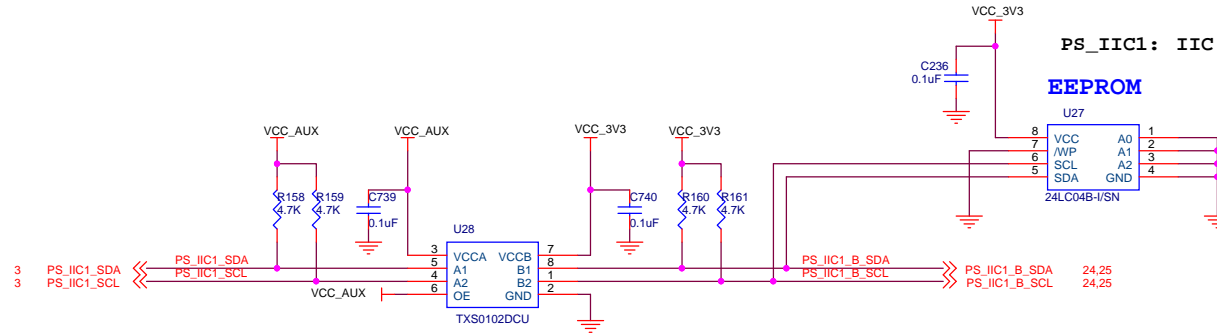 VCC_3V3
PS_IIC1: IIC
C236
0.1uF
EEPROM
U27
8 VCC A0 1
7 /WP A1 2
6 SCL A2 3
5 SDA GND 4
24LC04B-I/SN
VCC_AUX VCC_AUX VCC_3V3 VCC_3V3
R158 R159 C739 C740 R160 R161
4.7K 4.7K 0.1uF 0.1uF 4.7K 4.7K
U28
3 VCCA VCCB 7
3 PS_IIC1_SDA PS_IIC1_SDA 5 A1 B1 8 PS_IIC1_B_SDA PS_IIC1_B_SDA 24,25
3 PS_IIC1_SCL PS_IIC1_SCL 4 A2 B2 1 PS_IIC1_B_SCL PS_IIC1_B_SCL 24,25
VCC_AUX 6 OE GND 2
TXS0102DCU